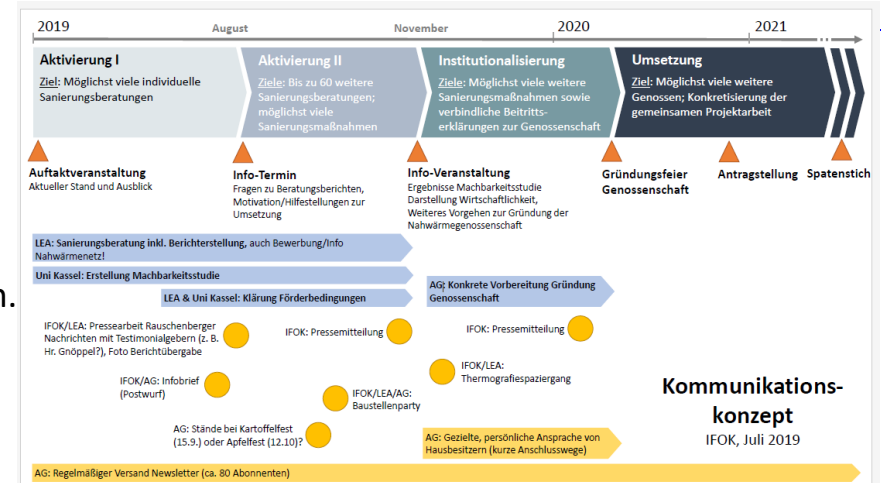 2019
August
November
2020
2021
Aktivierung I
Ziel: Möglichst viele individuelle
Sanierungsberatungen
Aktivierung II
Ziele: Bis zu 60 weitere
Sanierungsberatungen;
möglichst viele
Sanierungsmaßnahmen
Institutionalisierung
Ziele: Möglichst viele weitere
Sanierungsmaßnahmen sowie
verbindliche Beitritts-
erklärungen zur Genossenschaft
Umsetzung
Ziel: Möglichst viele weitere
Genossen; Konkretisierung der
gemeinsamen Projektarbeit
Auftaktveranstaltung
Aktueller Stand und Ausblick
Info-Termin
Fragen zu Beratungsberichten,
Motivation/Hilfestellungen zur
Umsetzung
Info-Veranstaltung
Ergebnisse Machbarkeitsstudie
Darstellung Wirtschaftlichkeit,
Weiteres Vorgehen zur Gründung der
Nahwärmegenossenschaft
Gründungsfeier
Genossenschaft
Antragstellung
Spatenstich
LEA: Sanierungsberatung inkl. Berichterstellung, auch Bewerbung/Info
Nahwärmenetz!
Uni Kassel: Erstellung Machbarkeitsstudie
LEA & Uni Kassel: Klärung Förderbedingungen
AG: Konkrete Vorbereitung Gründung
Genossenschaft
n.
IFOK/LEA: Pressearbeit Rauschenberger
Nachrichten mit Testimonialgebern (z. B.
Hr. Gnöppel?), Foto Berichtübergabe
IFOK: Pressemitteilung
IFOK: Pressemitteilung
IFOK/AG: Infobrief
(Postwurf)
IFOK/LEA/AG:
Baustellenparty
IFOK/LEA:
Thermografiespaziergang
AG: Stände bei Kartoffelfest
(15.9.) oder Apfelfest (12.10)?
AG: Gezielte, persönliche Ansprache von
Hausbesitzern (kurze Anschlusswege)
Kommunikations-
konzept
IFOK, Juli 2019
AG: Regelmäßiger Versand Newsletter (ca. 80 Abonnenten)